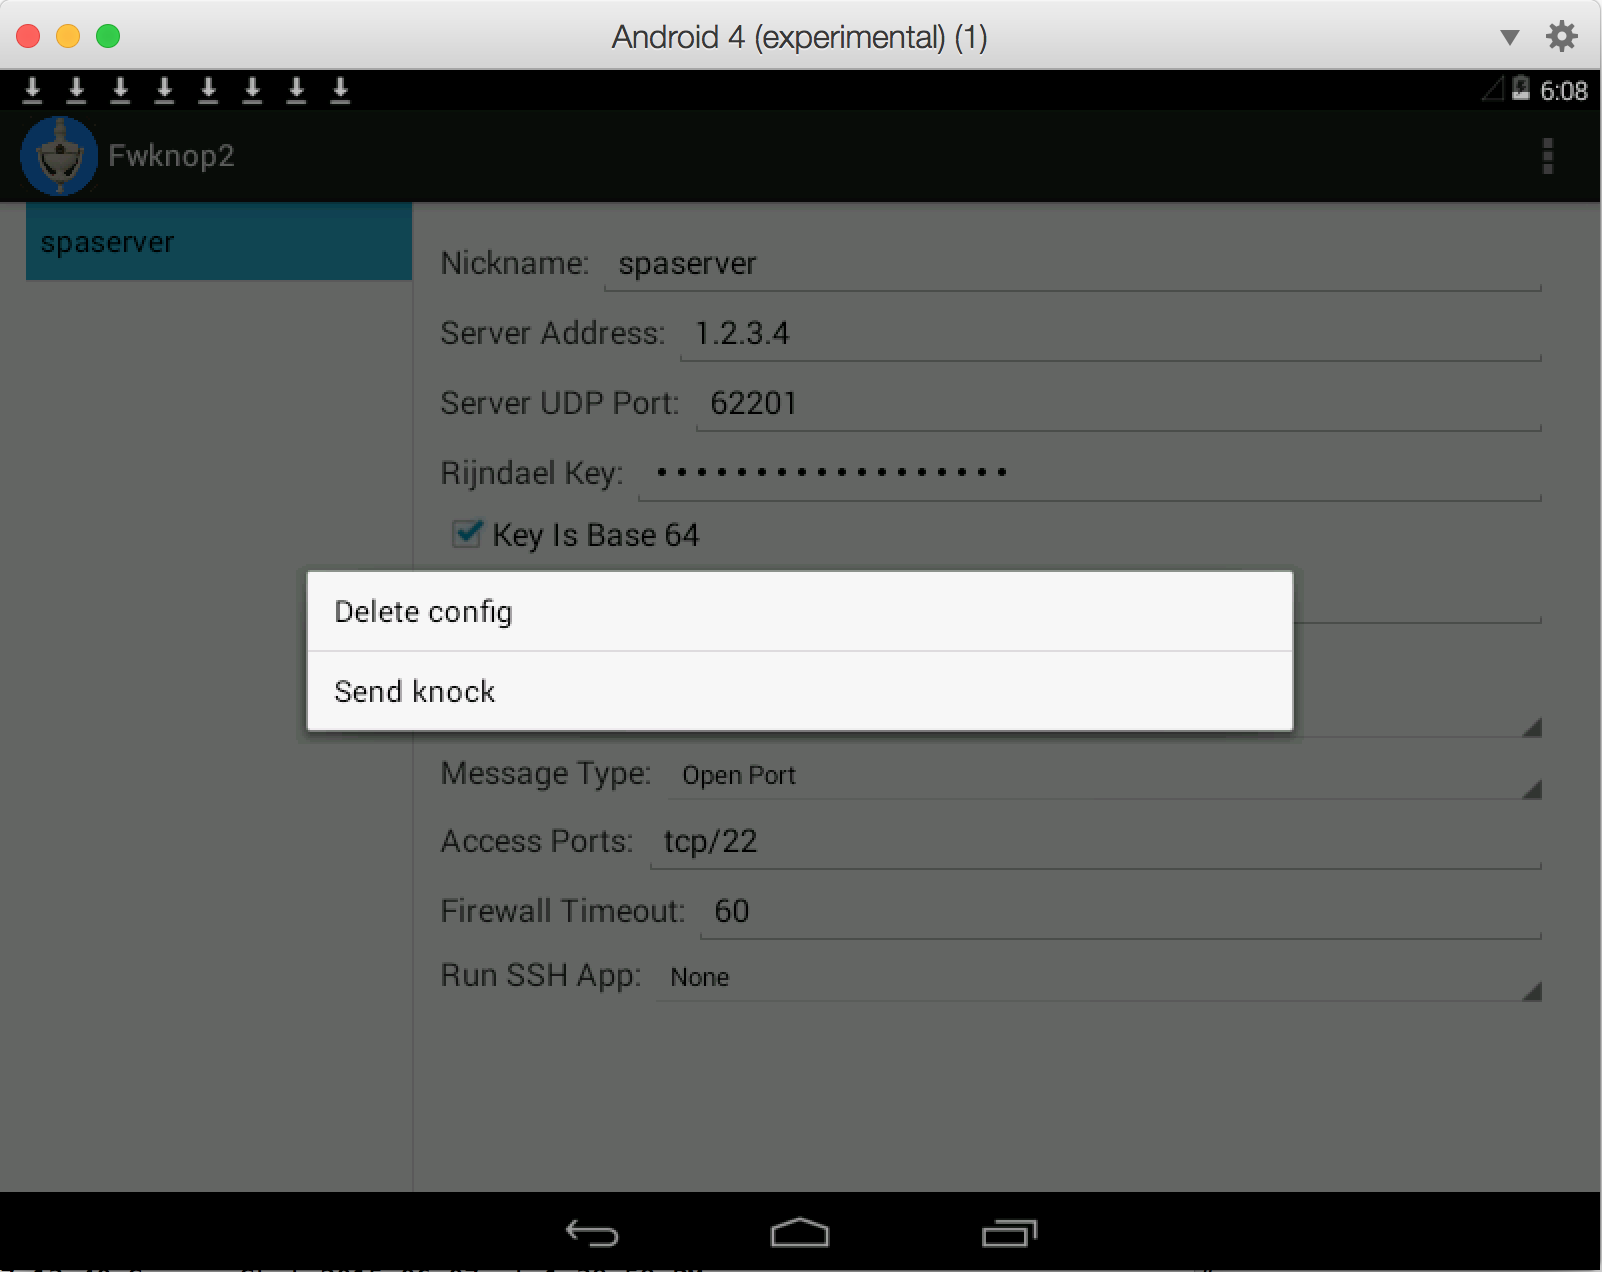 Android 4 (experimental) (1)
6:08
Fwknop2
spaserver
Nickname: spaserver
Server Address: 1.2.3.4
Server UDP Port: 62201
Rijndael Key: ••••••••••••••••••
Key Is Base 64
Delete config
Send knock
Message Type: Open Port
Access Ports: tcp/22
Firewall Timeout: 60
Run SSH App: None